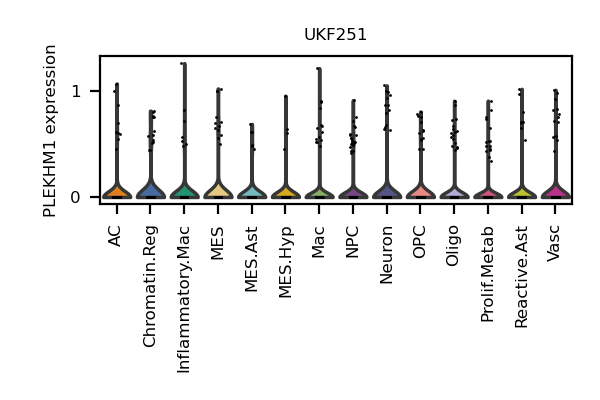 UKF251
PLEKHM1 expression
1
0
AC
Chromatin.Reg
Inflammatory.Mac
MES
MES.Ast
MES.Hyp
Mac
NPC
Neuron
OPC
Oligo
Prolif.Metab
Reactive.Ast
Vasc